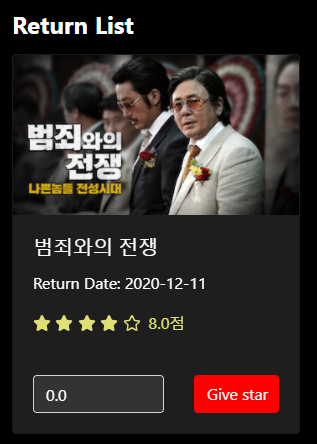 Return List
범죄와의
전쟁
나쁜놈들 전성시대
범죄와의 전쟁
Return Date: 2020-12-11
8.0점
0.0
Give star